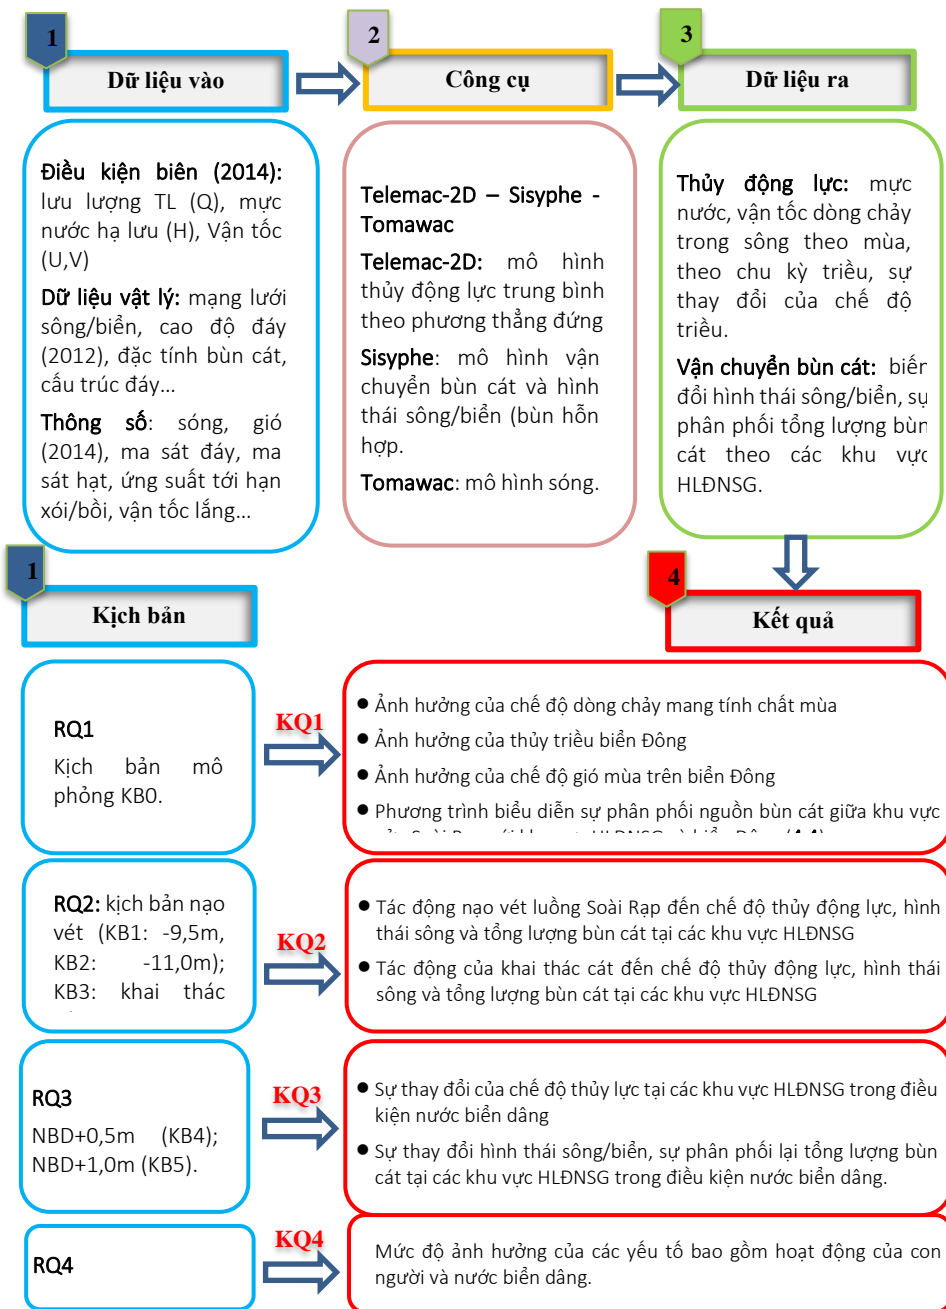 1
Dữ liệu vào
2
Công cụ
3
Dữ liệu ra
Điều kiện biên (2014):
lưu lượng TL (Q), mực
nước hạ lưu (H), Vận tốc
(U,V)
Dữ liệu vật lý: mạng lưới
sông/biển, cao độ đáy
(2012), đặc tính bùn cát,
cấu trúc đáy...
Thông số: sóng, gió
(2014), ma sát đáy, ma
sát hạt, ứng suất tới hạn
xói/bồi, vận tốc lắng...
Telemac-2D – Sisyphe -
Tomawac
Telemac-2D: mô hình
thủy động lực trung bình
theo phương thẳng đứng
Sisyphe: mô hình vận
chuyển bùn cát và hình
thái sông/biển (bùn hỗn
hợp.
Tomawac: mô hình sóng.
Thủy động lực: mực
nước, vận tốc dòng chảy
trong sông theo mùa,
theo chu kỳ triều, sự
thay đổi của chế độ
triều.
Vận chuyển bùn cát: biến
đổi hình thái sông/biển, sự
phân phối tổng lượng bùn
cát theo các khu vực
HLĐNSG.
1
Kịch bản
4
Kết quả
RQ1
Kịch bản mô
phỏng KB0.
KQ1
● Ảnh hưởng của chế độ dòng chảy mang tính chất mùa
● Ảnh hưởng của thủy triều biển Đông
● Ảnh hưởng của chế độ gió mùa trên biển Đông
● Phương trình biểu diễn sự phân phối nguồn bùn cát giữa khu vực
RQ2: kịch bản nạo
vét (KB1: -9,5m,
KB2: -11,0m);
KB3: khai thác
KQ2
● Tác động nạo vét luồng Soài Rạp đến chế độ thủy động lực, hình
thái sông và tổng lượng bùn cát tại các khu vực HLĐNSG
● Tác động của khai thác cát đến chế độ thủy động lực, hình thái
sông và tổng lượng bùn cát tại các khu vực HLĐNSG
RQ3
NBD+0,5m (KB4);
NBD+1,0m (KB5).
KQ3
● Sự thay đổi của chế độ thủy lực tại các khu vực HLĐNSG trong điều
kiện nước biển dâng
● Sự thay đổi hình thái sông/biển, sự phân phối lại tổng lượng bùn
cát tại các khu vực HLĐNSG trong điều kiện nước biển dâng.
RQ4
KQ4
Mức độ ảnh hưởng của các yếu tố bao gồm hoạt động của con
người và nước biển dâng.